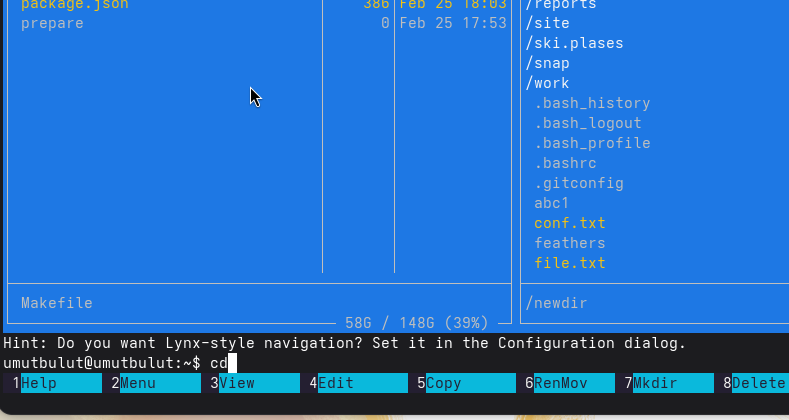 package.json 386 Feb 25 18:03
prepare 0 Feb 25 17:53
/reports
/site
/ski.plases
/snap
/work
.bash_history
.bash_logout
.bash_profile
.bashrc
.gitconfig
abc1
conf.txt
feathers
file.txt
Makefile
58G / 148G (39%)
/newdir
Hint: Do you want Lynx-style navigation? Set it in the Configuration dialog.
umutbulut@umutbulut:~$ cd
1Help 2Menu 3View 4Edit 5Copy 6RenMov 7Mkdir 8Delete